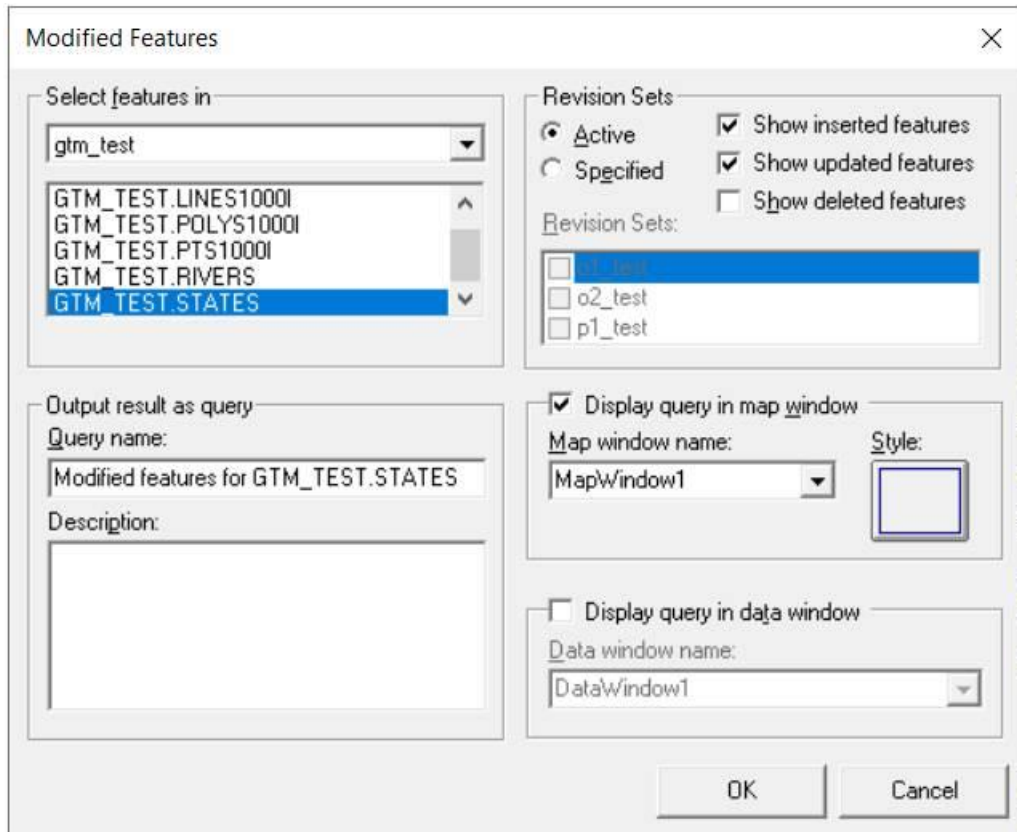 Modified Features
Select features in
gtm_test
GTM_TEST.LINES1000I
GTM_TEST.POLYS1000I
GTM_TEST.PTS1000I
GTM_TEST.RIVERS
GTM_TEST.STATES
Revision Sets
Active
Specified
Show inserted features
Show updated features
Show deleted features
Revision Sets:
o1_test
o2_test
p1_test
Output result as query
Query name:
Modified features for GTM_TEST.STATES
Description:
Display query in map window
Map window name:
Style:
MapWindow1
Display query in data window
Data window name:
DataWindow1
OK
Cancel